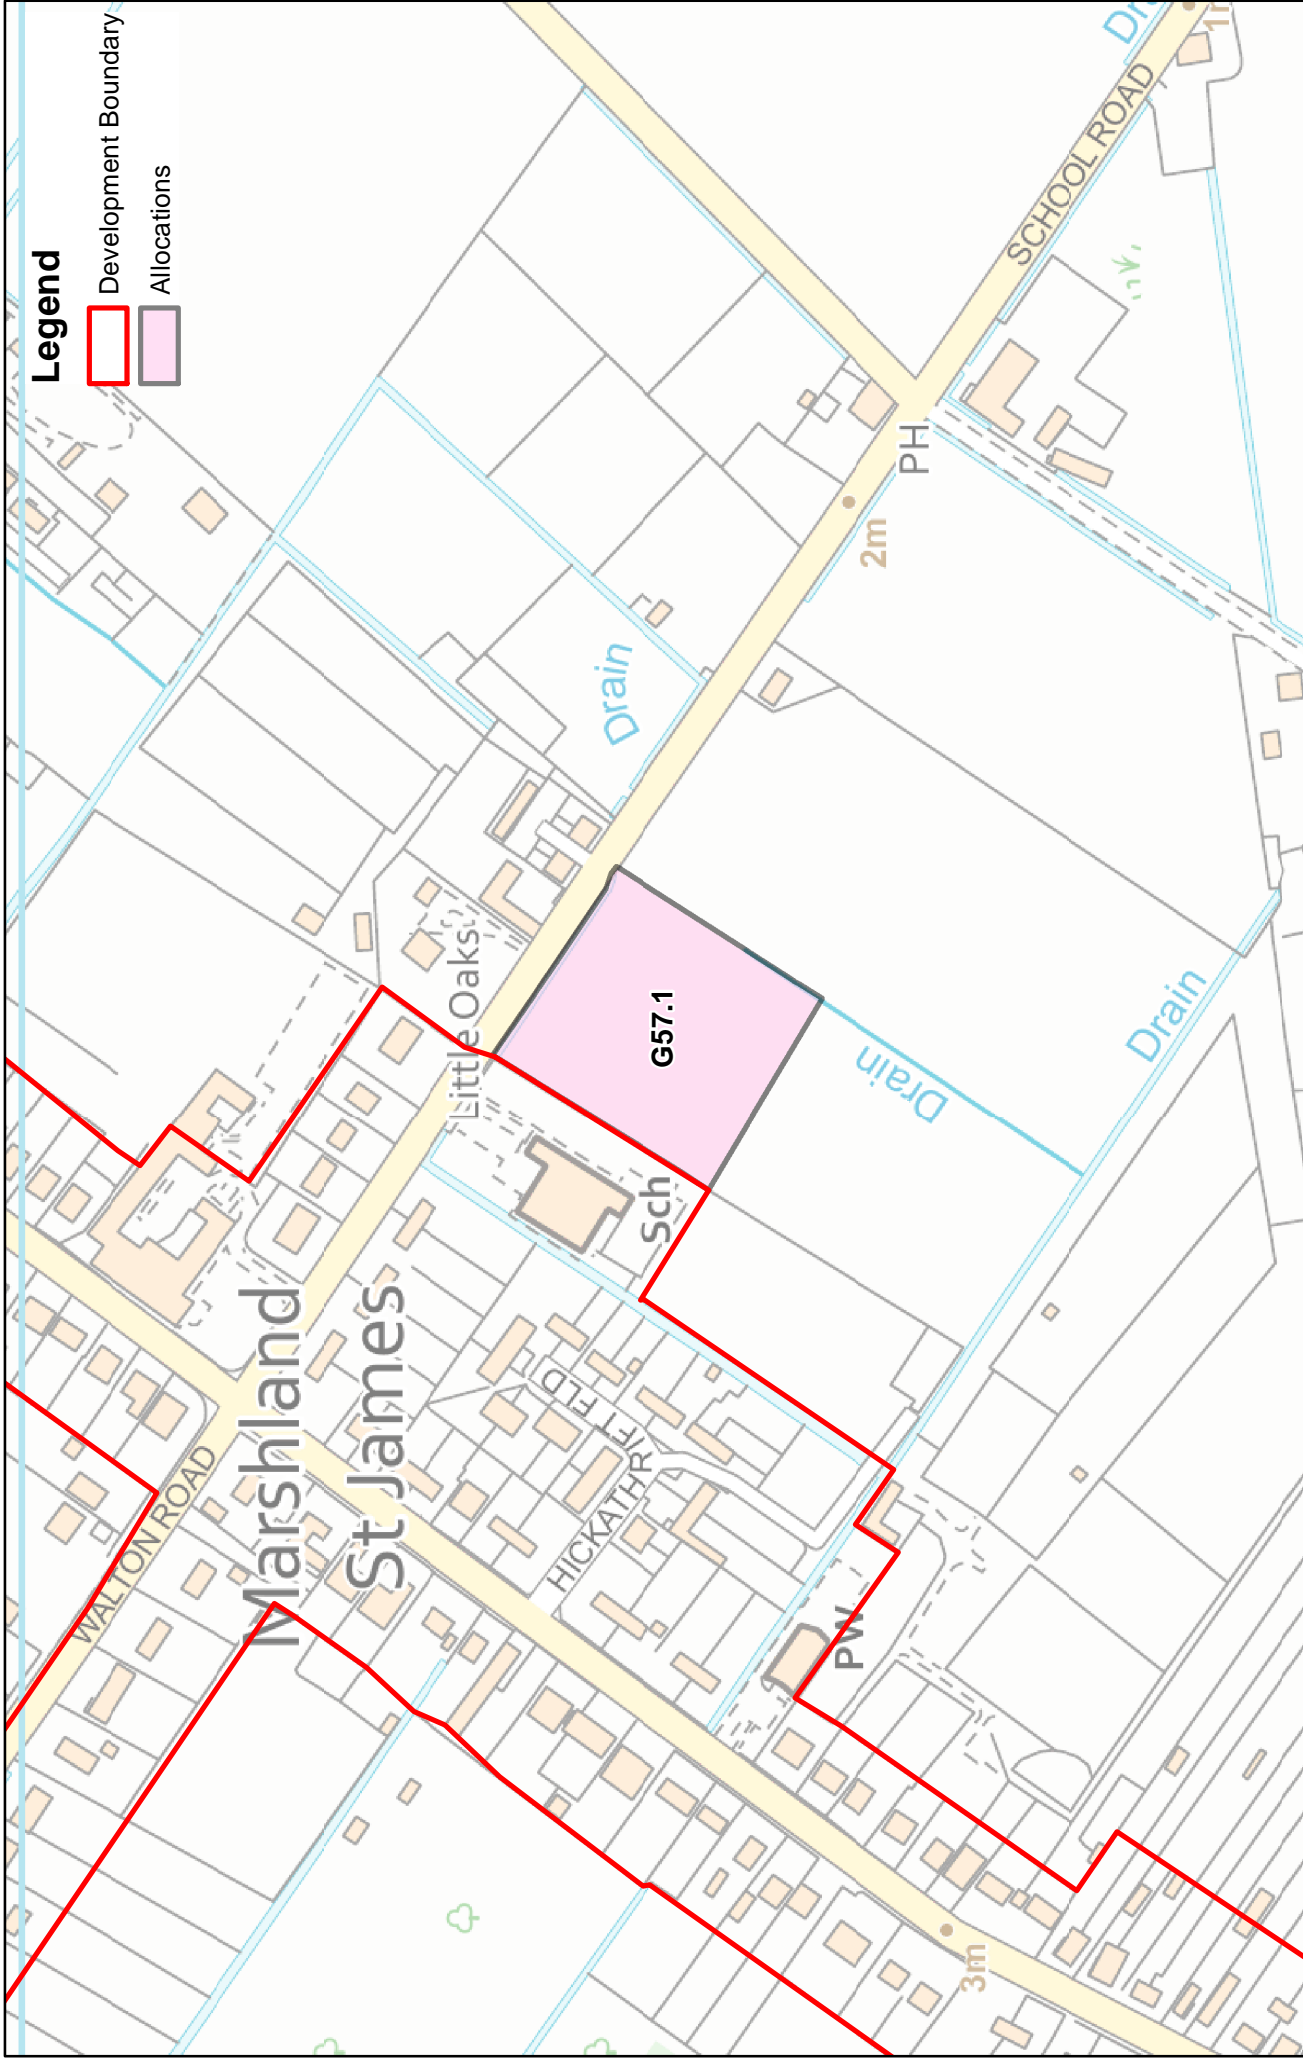 Legend
Development Boundary
Allocations
Marshland
St James
WALTON ROAD
HICKATHRIFT FLD
Little Oaks
Sch
G57.1
Drain
Drain
Drain
PW
PH
2m
3m
SCHOOL ROAD